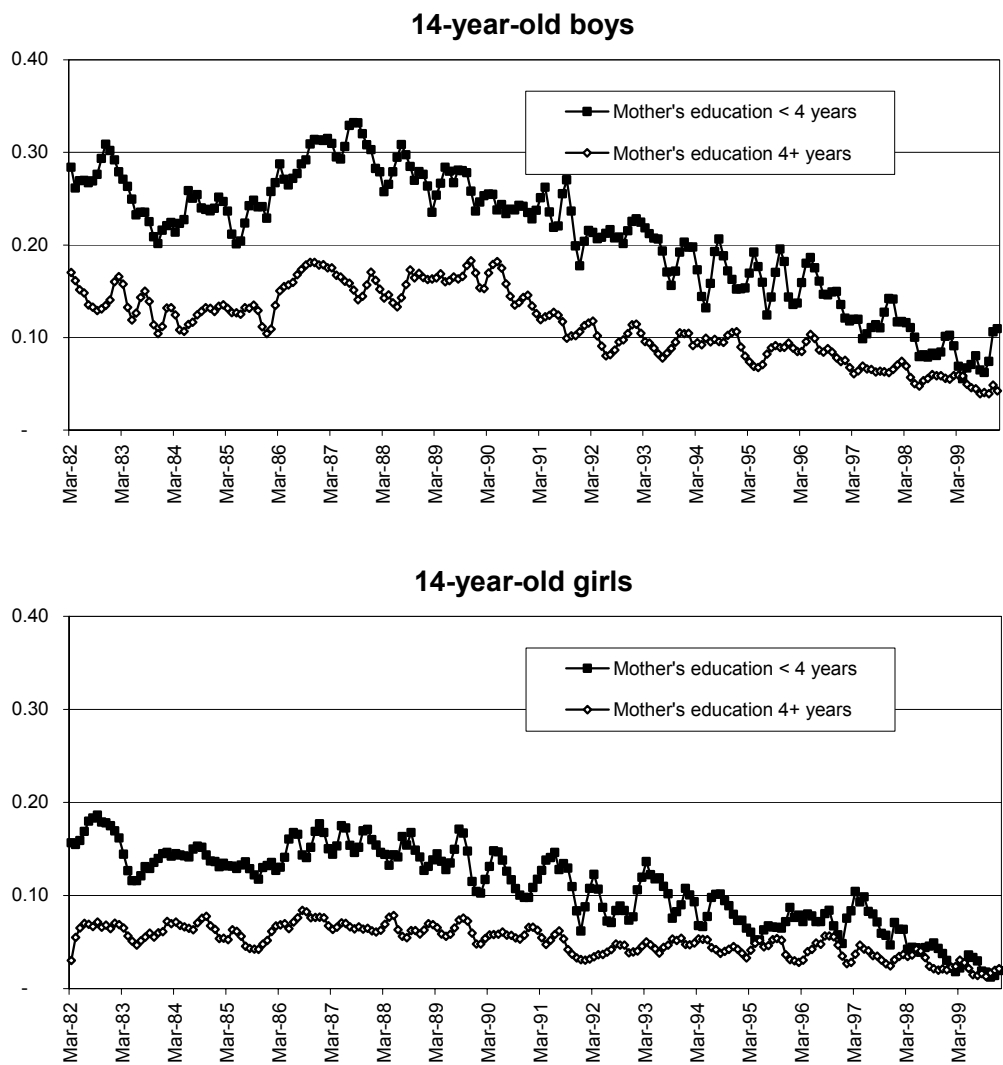 14-year-old boys
0.40
0.30
0.20
0.10
-
Mother's education < 4 years
Mother's education 4+ years
Mar-82
Mar-83
Mar-84
Mar-85
Mar-86
Mar-87
Mar-88
Mar-89
Mar-90
Mar-91
Mar-92
Mar-93
Mar-94
Mar-95
Mar-96
Mar-97
Mar-98
Mar-99
14-year-old girls
0.40
0.30
0.20
0.10
-
Mother's education < 4 years
Mother's education 4+ years
Mar-82
Mar-83
Mar-84
Mar-85
Mar-86
Mar-87
Mar-88
Mar-89
Mar-90
Mar-91
Mar-92
Mar-93
Mar-94
Mar-95
Mar-96
Mar-97
Mar-98
Mar-99